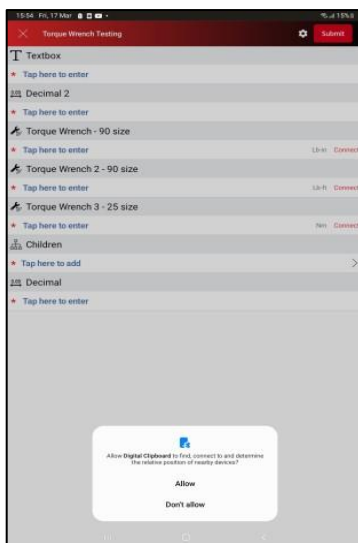 15:54 Fri, 17 Mar
15%
Torque Wrench Testing
Submit
Textbox
* Tap here to enter
Decimal 2
* Tap here to enter
Torque Wrench - 90 size
* Tap here to enter Lb-in Connect
Torque Wrench 2 - 90 size
* Tap here to enter Lb-ft Connect
Torque Wrench 3 - 25 size
* Tap here to enter Nm Connect
Children
* Tap here to add
Decimal
* Tap here to enter
Allow Digital Clipboard to find, connect to and determine
the relative position of nearby devices?
Allow
Don't allow